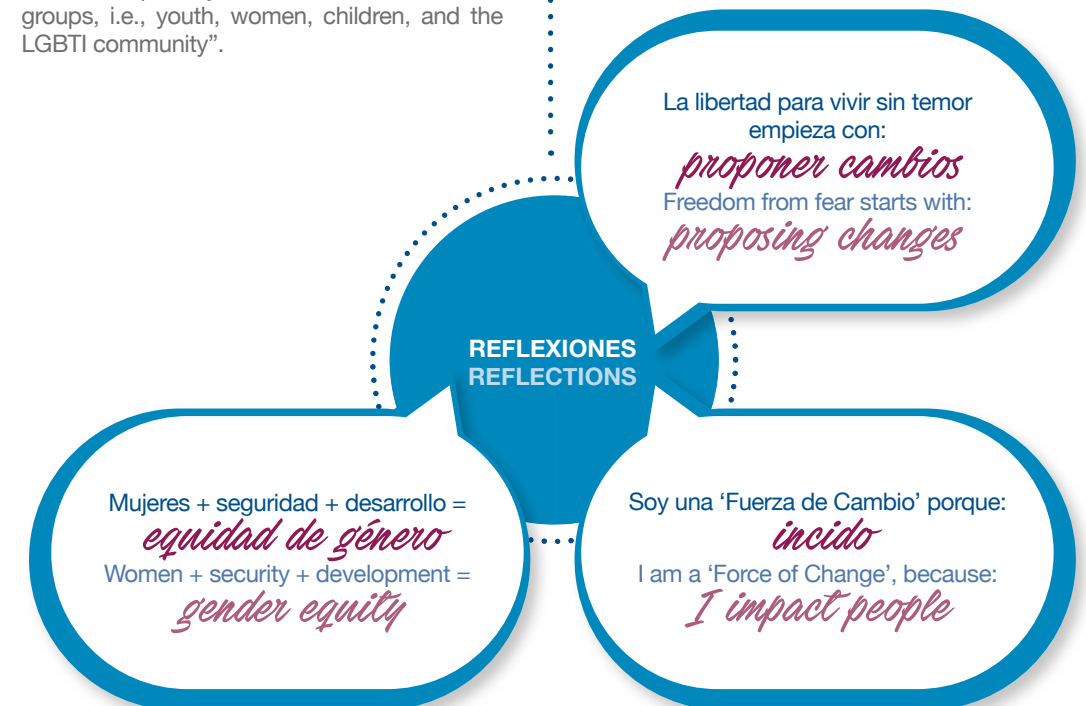 groups, i.e., youth, women, children, and the
LGBTI community”.
La libertad para vivir sin temor
empieza con:
proponer cambios
Freedom from fear starts with:
proposing changes
REFLEXIONES
REFLECTIONS
Mujeres + seguridad + desarrollo =
equidad de género
Women + security + development =
gender equity
Soy una ‘Fuerza de Cambio’ porque:
incido
I am a ‘Force of Change’, because:
I impact people